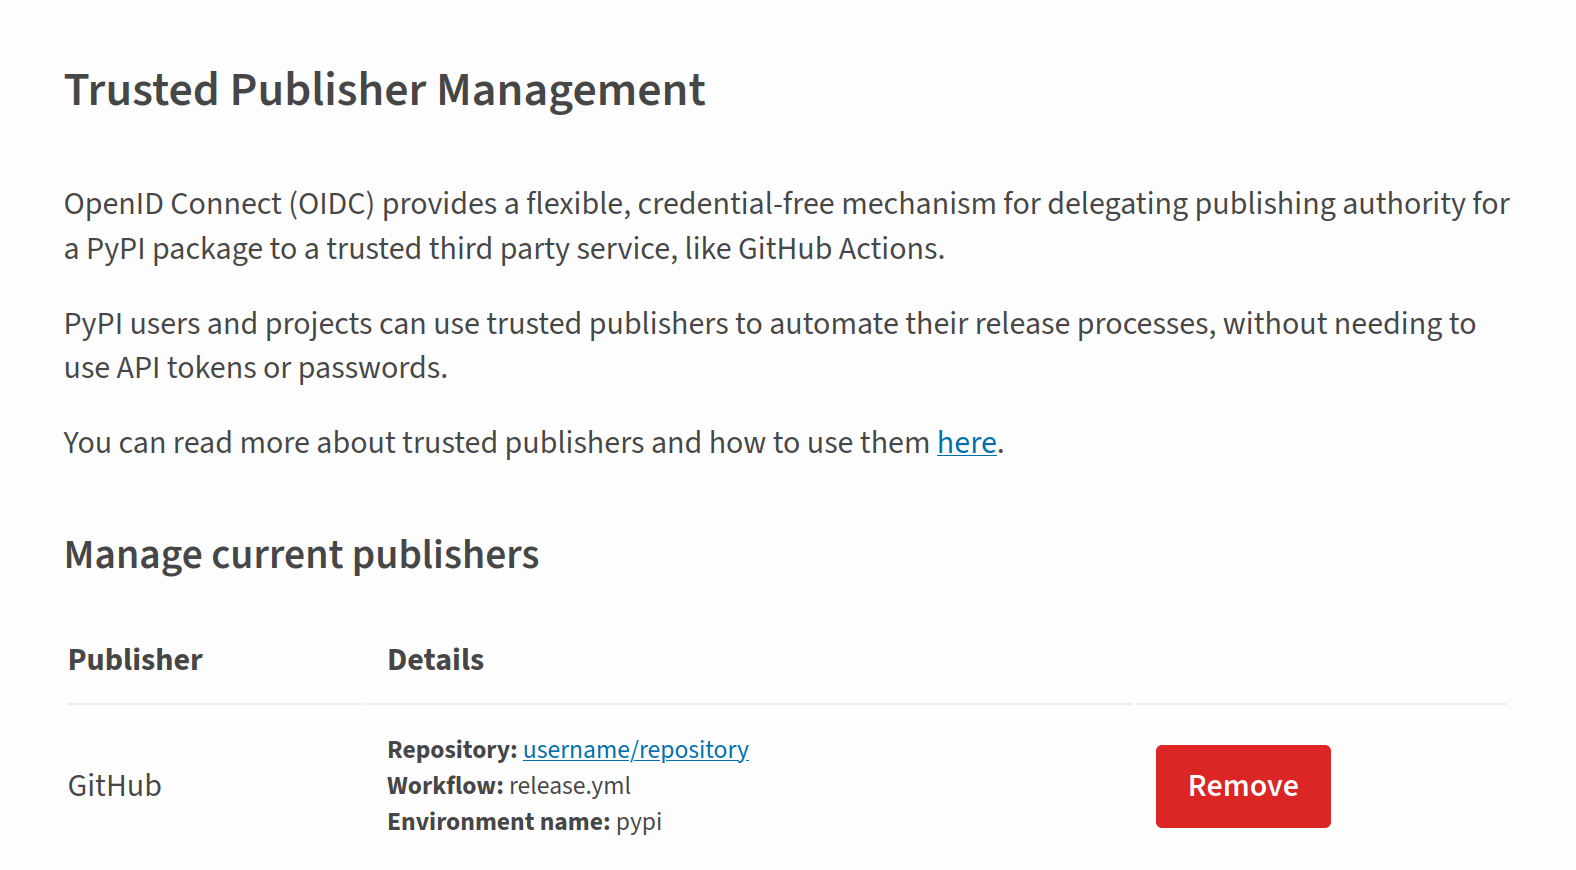 Trusted Publisher Management
OpenID Connect (OIDC) provides a flexible, credential-free mechanism for delegating publishing authority for
a PyPI package to a trusted third party service, like GitHub Actions.
PyPI users and projects can use trusted publishers to automate their release processes, without needing to
use API tokens or passwords.
You can read more about trusted publishers and how to use them here.
Manage current publishers
Publisher Details
Repository: username/repository
GitHub Workflow: release.yml Remove
Environment name: pypi